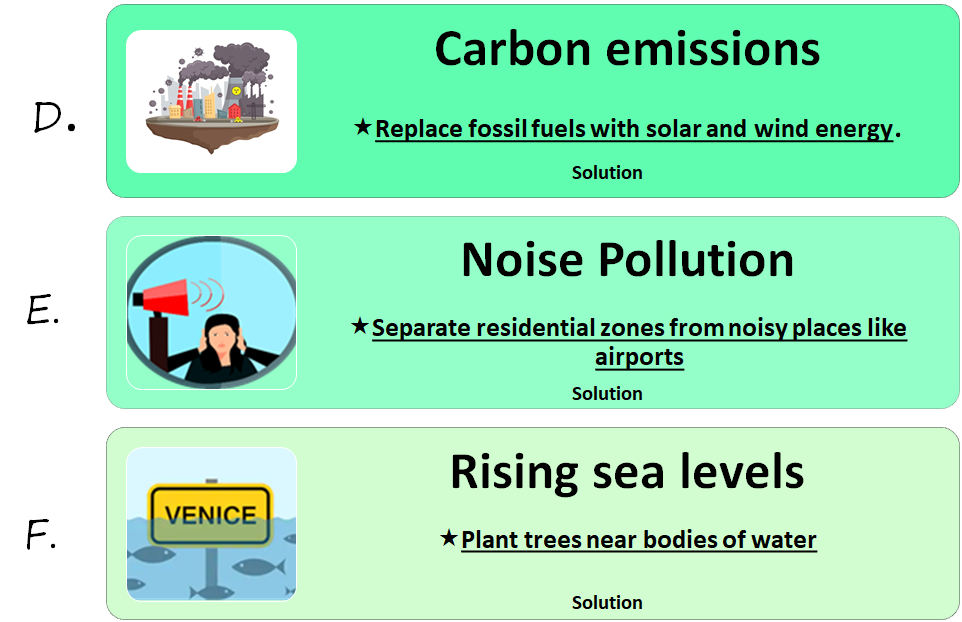 D.
Carbon emissions
★Replace fossil fuels with solar and wind energy.
Solution
E.
Noise Pollution
★Separate residential zones from noisy places like
airports
Solution
F.
VENICE
Rising sea levels
★Plant trees near bodies of water
Solution